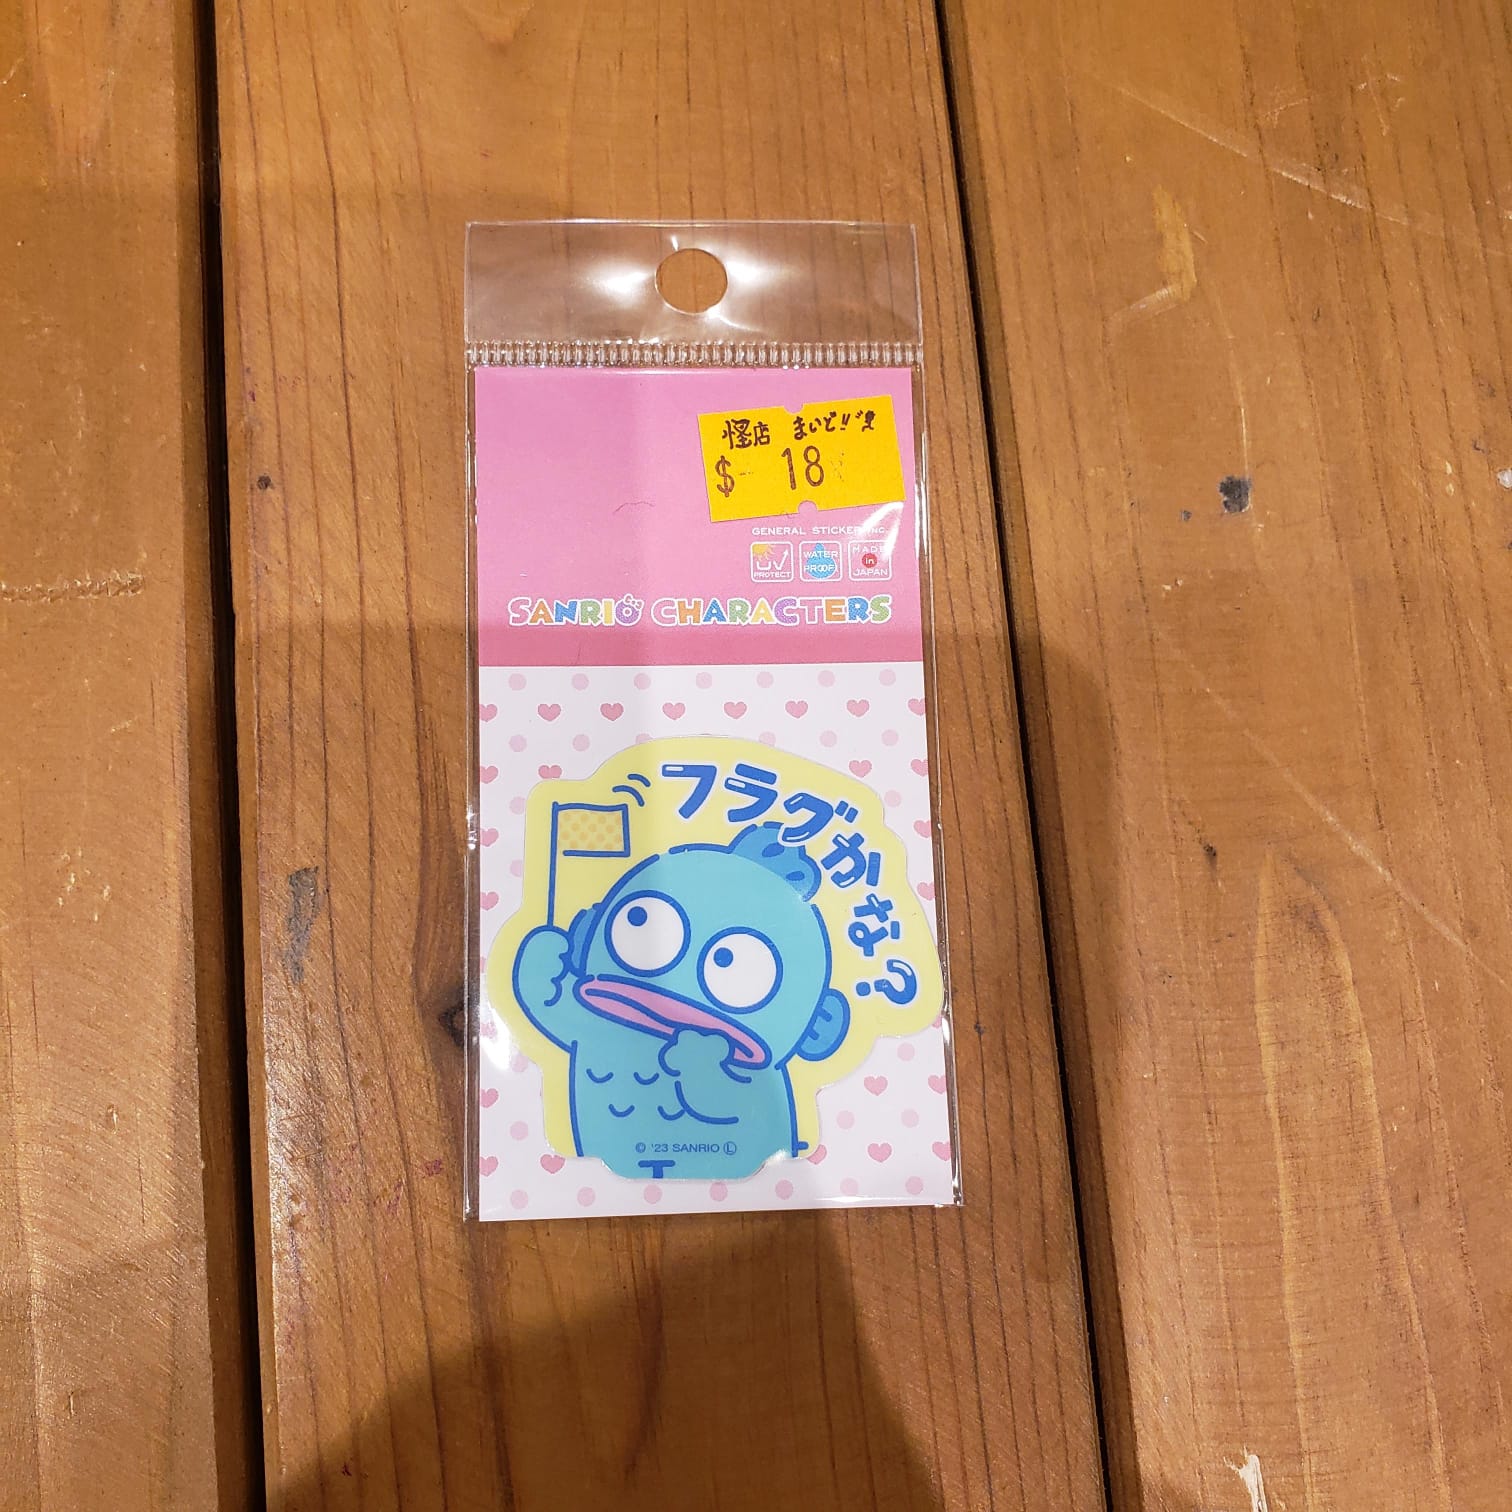 怪店 まいど!!
$ 18
GENERAL STICKER INC.
UV PROTECT
WATER PROOF!
MADE in JAPAN
SANRIO CHARACTERS
フラグかな?
© '23 SANRIO Ⓛ